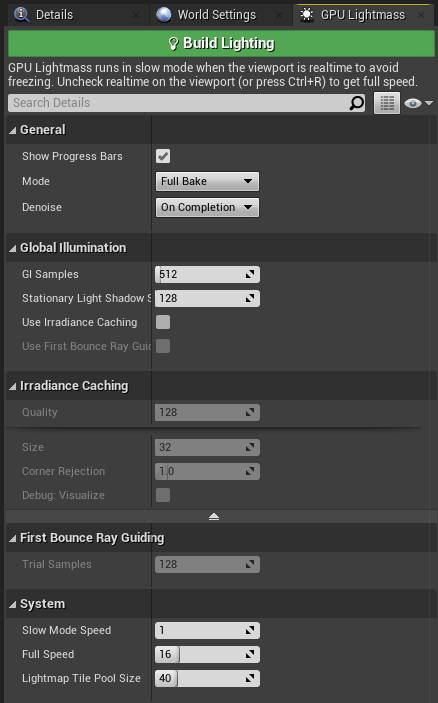 Details
World Settings
GPU Lightmass
Build Lighting
GPU Lightmass runs in slow mode when the viewport is realtime to avoid
freezing. Uncheck realtime on the viewport (or press Ctrl+R) to get full speed.
Search Details
General
Show Progress Bars
Mode Full Bake
Denoise On Completion
Global Illumination
GI Samples 512
Stationary Light Shadow S 128
Use Irradiance Caching
Use First Bounce Ray Guid
Irradiance Caching
Quality 128
Size 32
Corner Rejection 1.0
Debug: Visualize
First Bounce Ray Guiding
Trial Samples 128
System
Slow Mode Speed 1
Full Speed 16
Lightmap Tile Pool Size 40